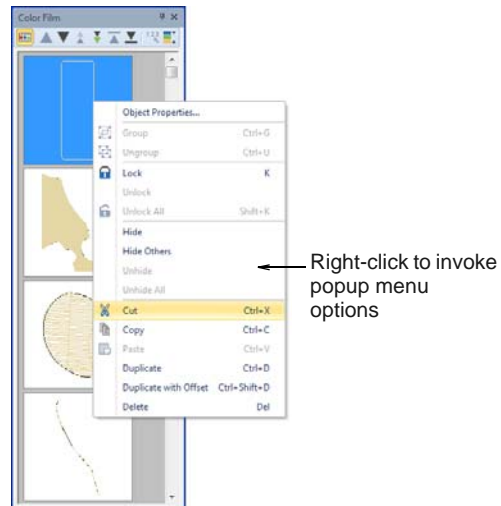 Color Film
Object Properties...
Group Ctrl+G
Ungroup Ctrl+U
Lock K
Unlock
Unlock All Shift+K
Hide
Hide Others
Unhide
Unhide All
Cut Ctrl+X
Copy Ctrl+C
Paste Ctrl+V
Duplicate Ctrl+D
Duplicate with Offset Ctrl+Shift+D
Delete Del
Right-click to invoke
popup menu
options